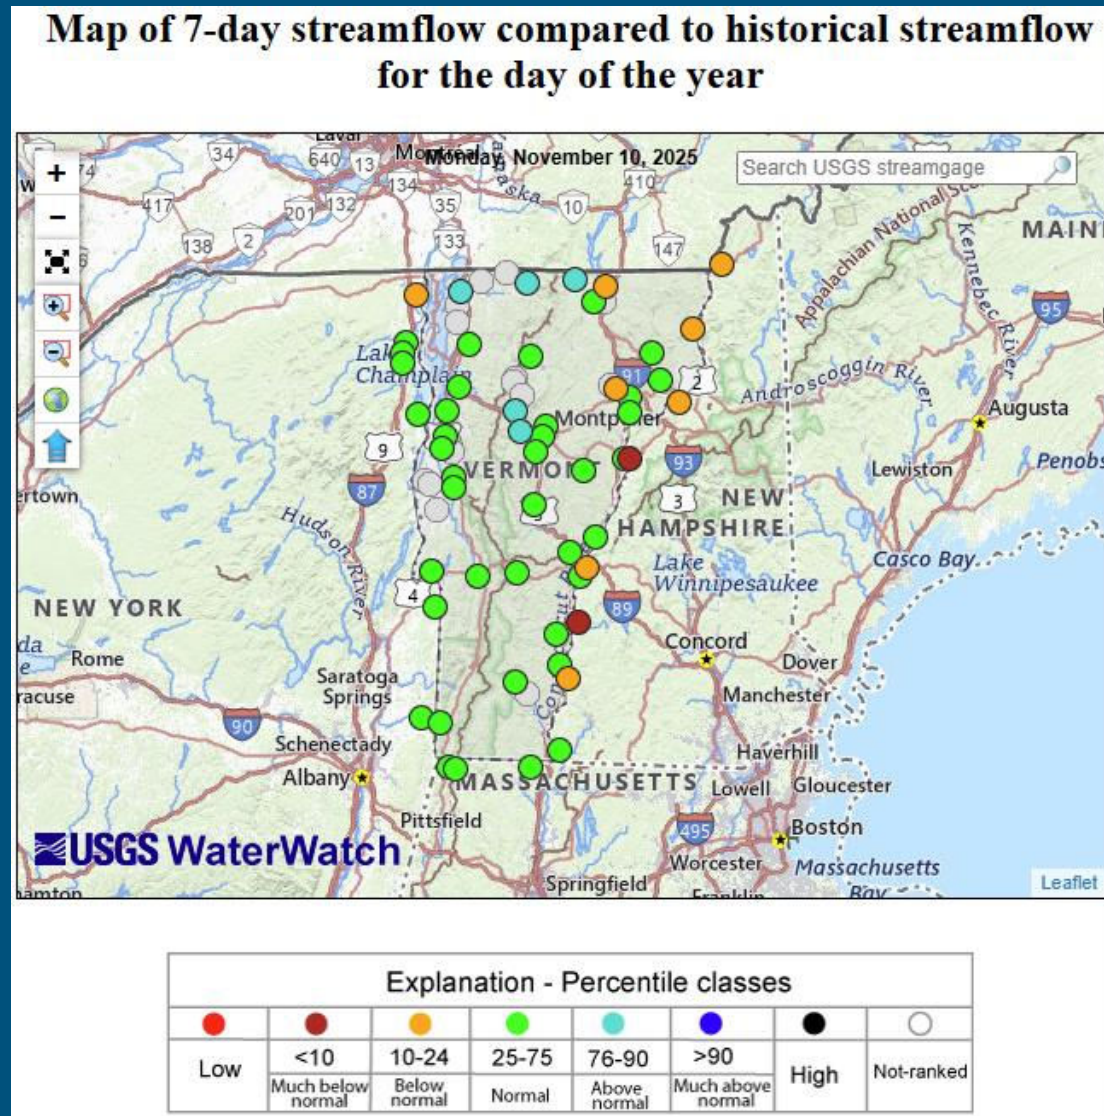 Map of 7-day streamflow compared to historical streamflow
for the day of the year
Monday, November 10, 2025
Search USGS streamgage
+
−
34
640
13
74
417
134
201
132
35
10
410
138
2
133
147
Appalachian National
MAIN
Kennebec River
95
Lake
Champlain
91
2
Androscoggin River
Augusta
Montpelier
9
VERMONT
93
Lewiston
Penobs
ertown
87
3
NEW
HAMPSHIRE
Hudson River
Casco Bay
Lake
Winnipesaukee
NEW YORK
4
89
Concord
Rome
Dover
Saratoga
Springs
racuse
Manchester
90
Schenectady
Haverhill
Albany
MASSACHUSETTS
Lowell
Gloucester
Pittsfield
495
Boston
USGS WaterWatch
Worcester
Massachusetts
Bay
Springfield
Leaflet
Explanation - Percentile classes
Low
<10
10-24
25-75
76-90
>90
High
Not-ranked
Much below normal
Below normal
Normal
Above normal
Much above normal